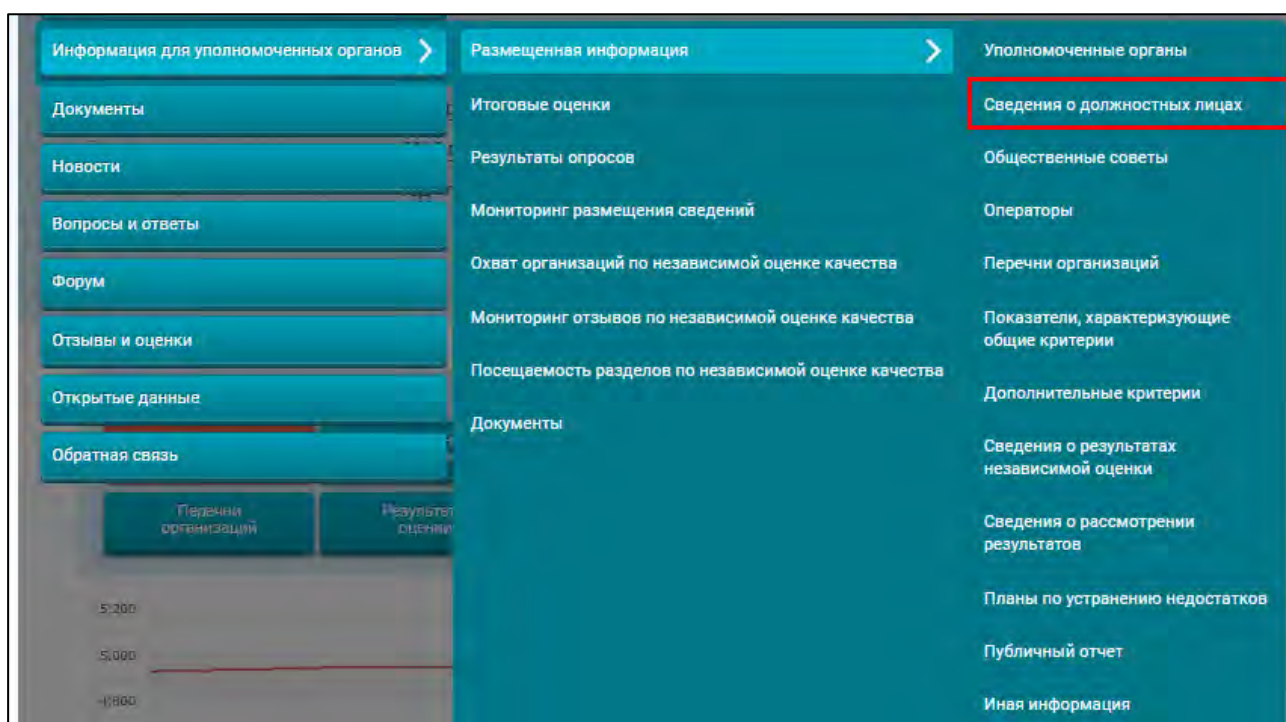 Информация для уполномоченных органов
Документы
Новости
Вопросы и ответы
Форум
Отзывы и оценки
Открытые данные
Обратная связь
Перечни
организаций
5,200
5,000
4,800
Размещенная информация
Итоговые оценки
Результаты опросов
Мониторинг размещения сведений
Охват организаций по независимой оценке качества
Мониторинг отзывов по независимой оценке качества
Посещаемость разделов по независимой оценке качества
Документы
Уполномоченные органы
Сведения о должностных лицах
Общественные советы
Операторы
Перечни организаций
Показатели, характеризующие
общие критерии
Дополнительные критерии
Сведения о результатах
независимой оценки
Сведения о рассмотрении
результатов
Планы по устранению недостатков
Публичный отчет
Иная информация